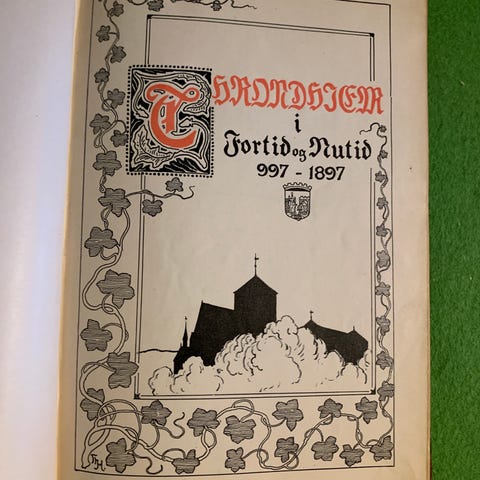 THRONDHJEM
i
Fortid og Nutid
997 - 1897